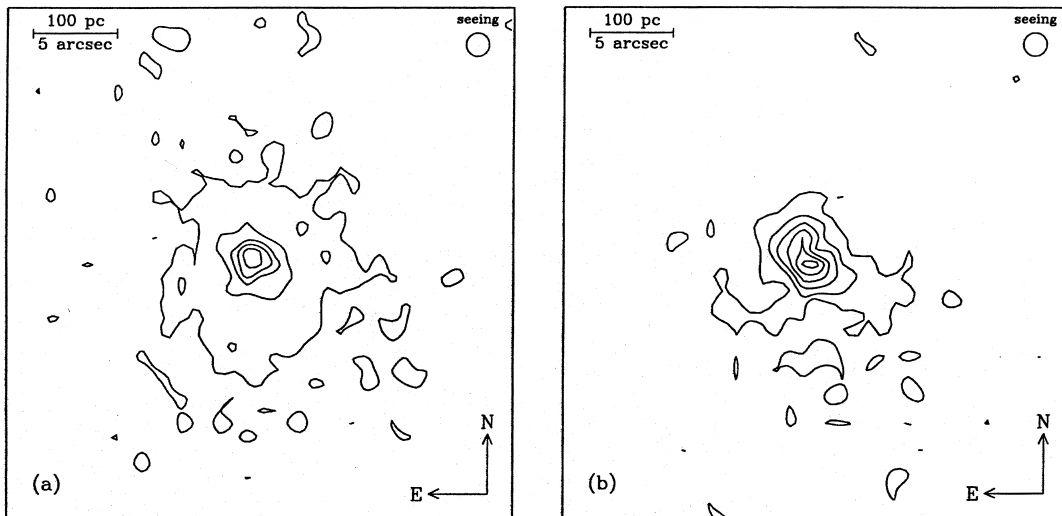 100 pc
5 arcsec
seeing
N
E
(a)
100 pc
5 arcsec
seeing
N
E
(b)